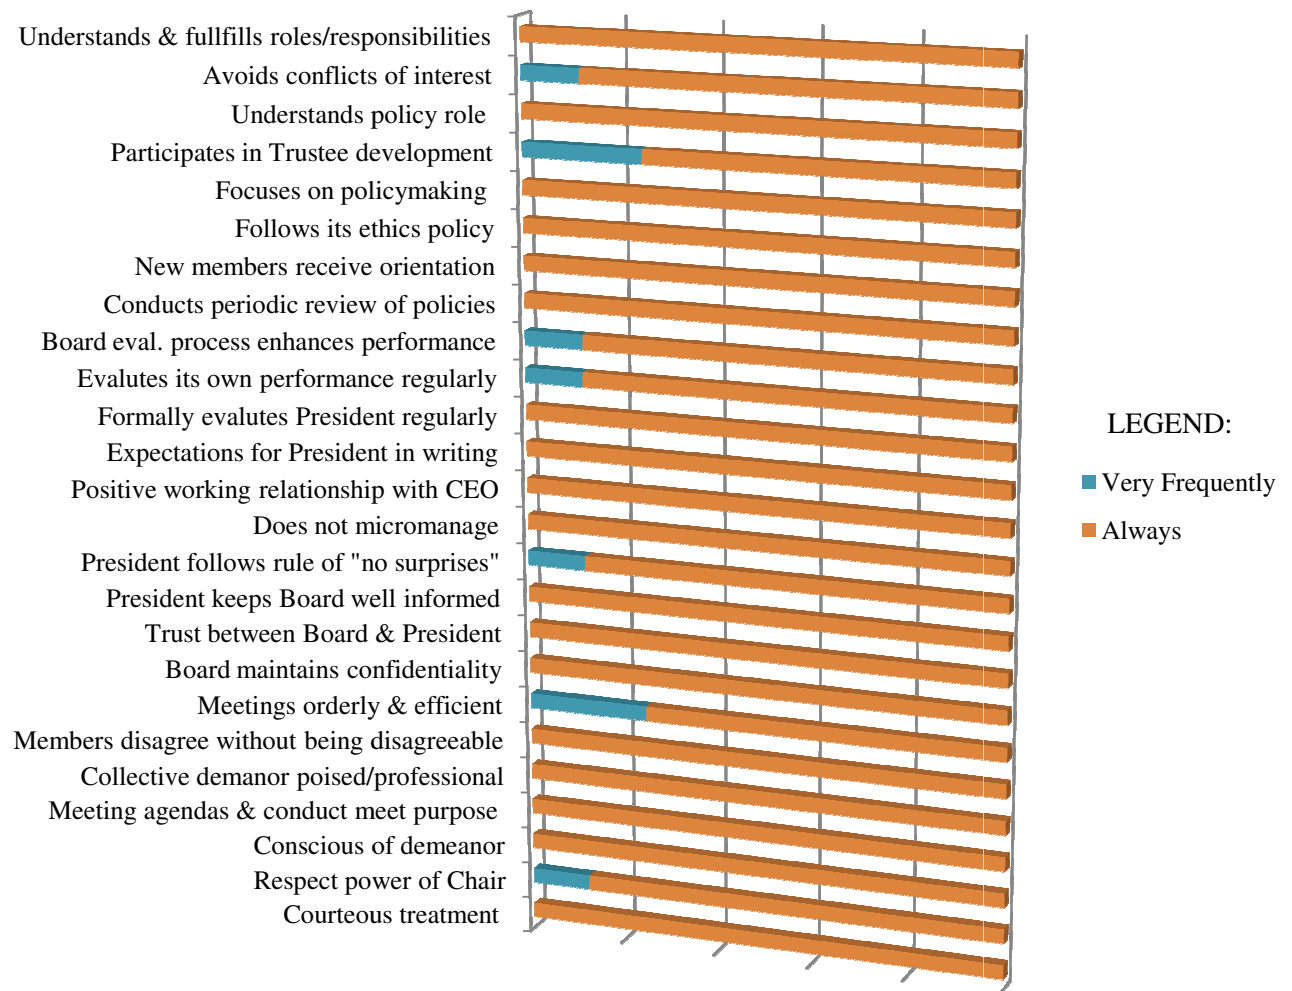 Understands & fullfills roles/responsibilities
Avoids conflicts of interest
Understands policy role
Participates in Trustee development
Focuses on policymaking
Follows its ethics policy
New members receive orientation
Conducts periodic review of policies
Board eval. process enhances performance
Evalutes its own performance regularly
Formally evalutes President regularly
Expectations for President in writing
Positive working relationship with CEO
Does not micromanage
President follows rule of "no surprises"
President keeps Board well informed
Trust between Board & President
Board maintains confidentiality
Meetings orderly & efficient
Members disagree without being disagreeable
Collective demanor poised/professional
Meeting agendas & conduct meet purpose
Conscious of demeanor
Respect power of Chair
Courteous treatment
LEGEND:
Very Frequently
Always